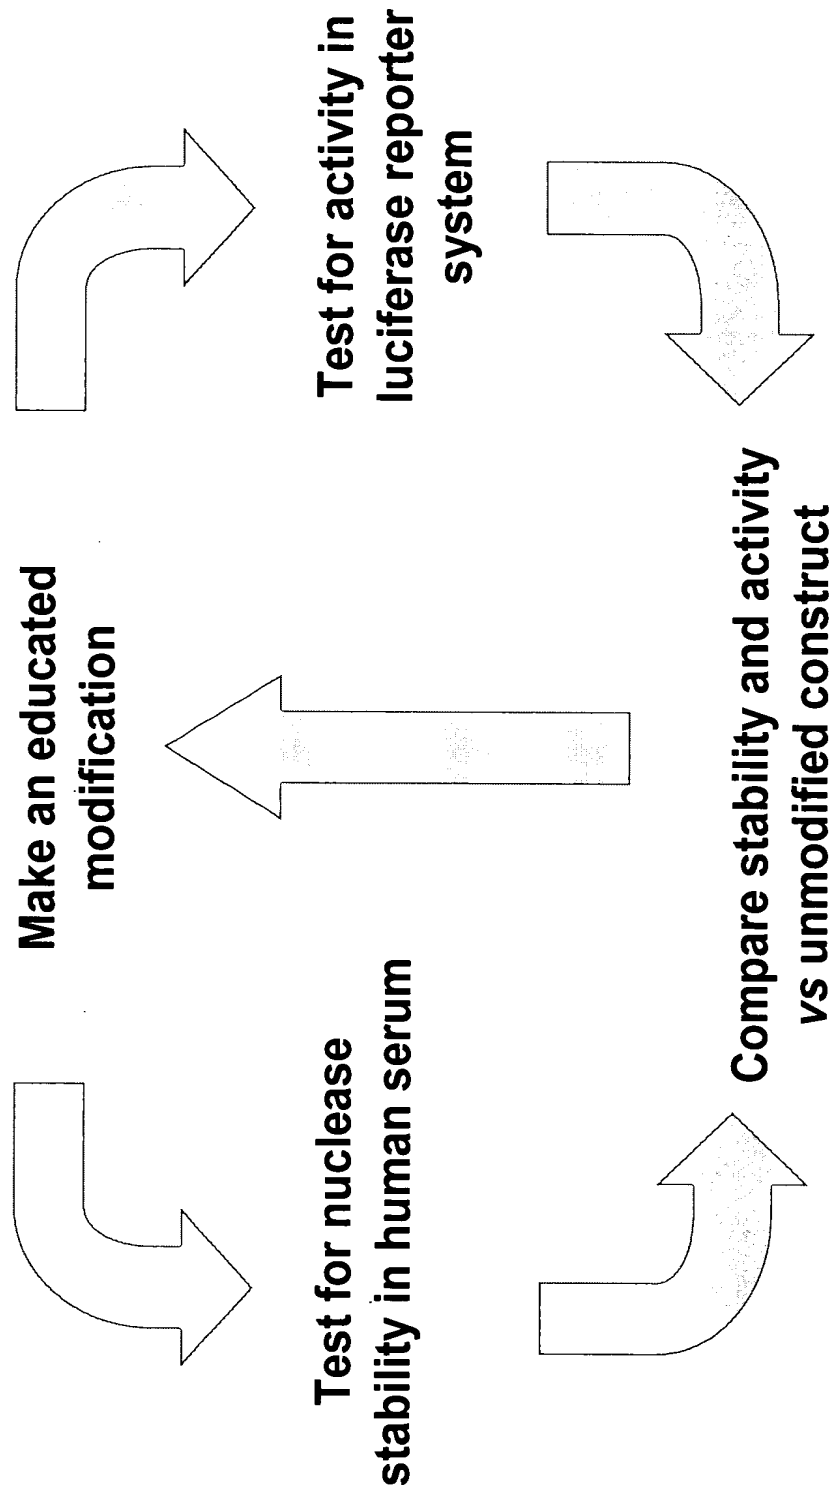 Make an educated
modification
Test for nuclease
stability in human serum
Test for activity in
luciferase reporter
system
Compare stability and activity
vs unmodified construct